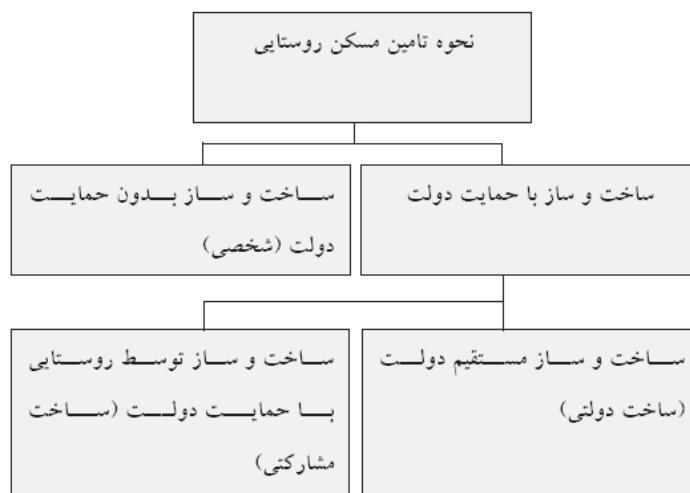 نحوه تامین مسکن روستایی
ساخت و ساز با حمایت دولت
ساخت و ساز بدون حمایت
دولت (شخصی)
ساخت و ساز مستقیم دولت
(ساخت دولتی)
ساخت و ساز توسط روستایی
با حمایت دولت (ساخت
مشارکتی)